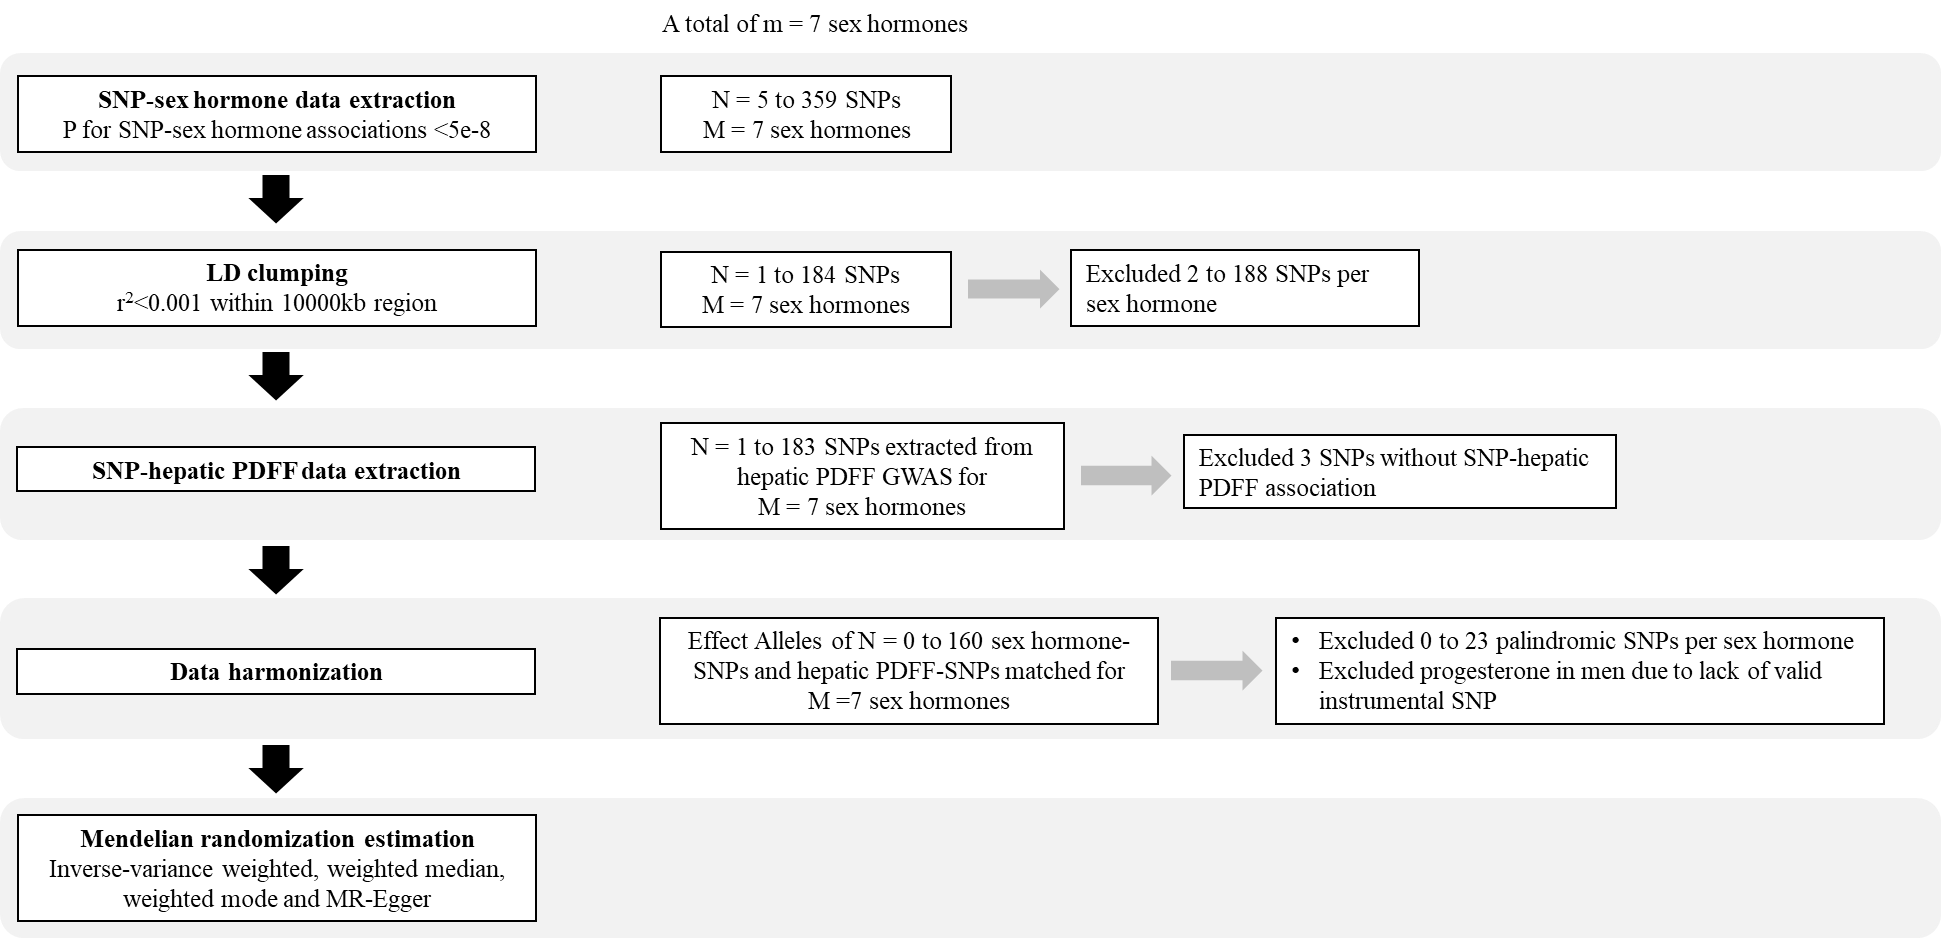 A total of m = 7 sex hormones
SNP-sex hormone data extraction
P for SNP-sex hormone associations <5e-8
N = 5 to 359 SNPs
M = 7 sex hormones
LD clumping
r²<0.001 within 10000kb region
N = 1 to 184 SNPs
M = 7 sex hormones
Excluded 2 to 188 SNPs per
sex hormone
SNP-hepatic PDFF data extraction
N = 1 to 183 SNPs extracted from
hepatic PDFF GWAS for
M = 7 sex hormones
Excluded 3 SNPs without SNP-hepatic
PDFF association
Data harmonization
Effect Alleles of N = 0 to 160 sex hormone-
SNPs and hepatic PDFF-SNPs matched for
M =7 sex hormones
• Excluded 0 to 23 palindromic SNPs per sex hormone
• Excluded progesterone in men due to lack of valid
instrumental SNP
Mendelian randomization estimation
Inverse-variance weighted, weighted median,
weighted mode and MR-Egger